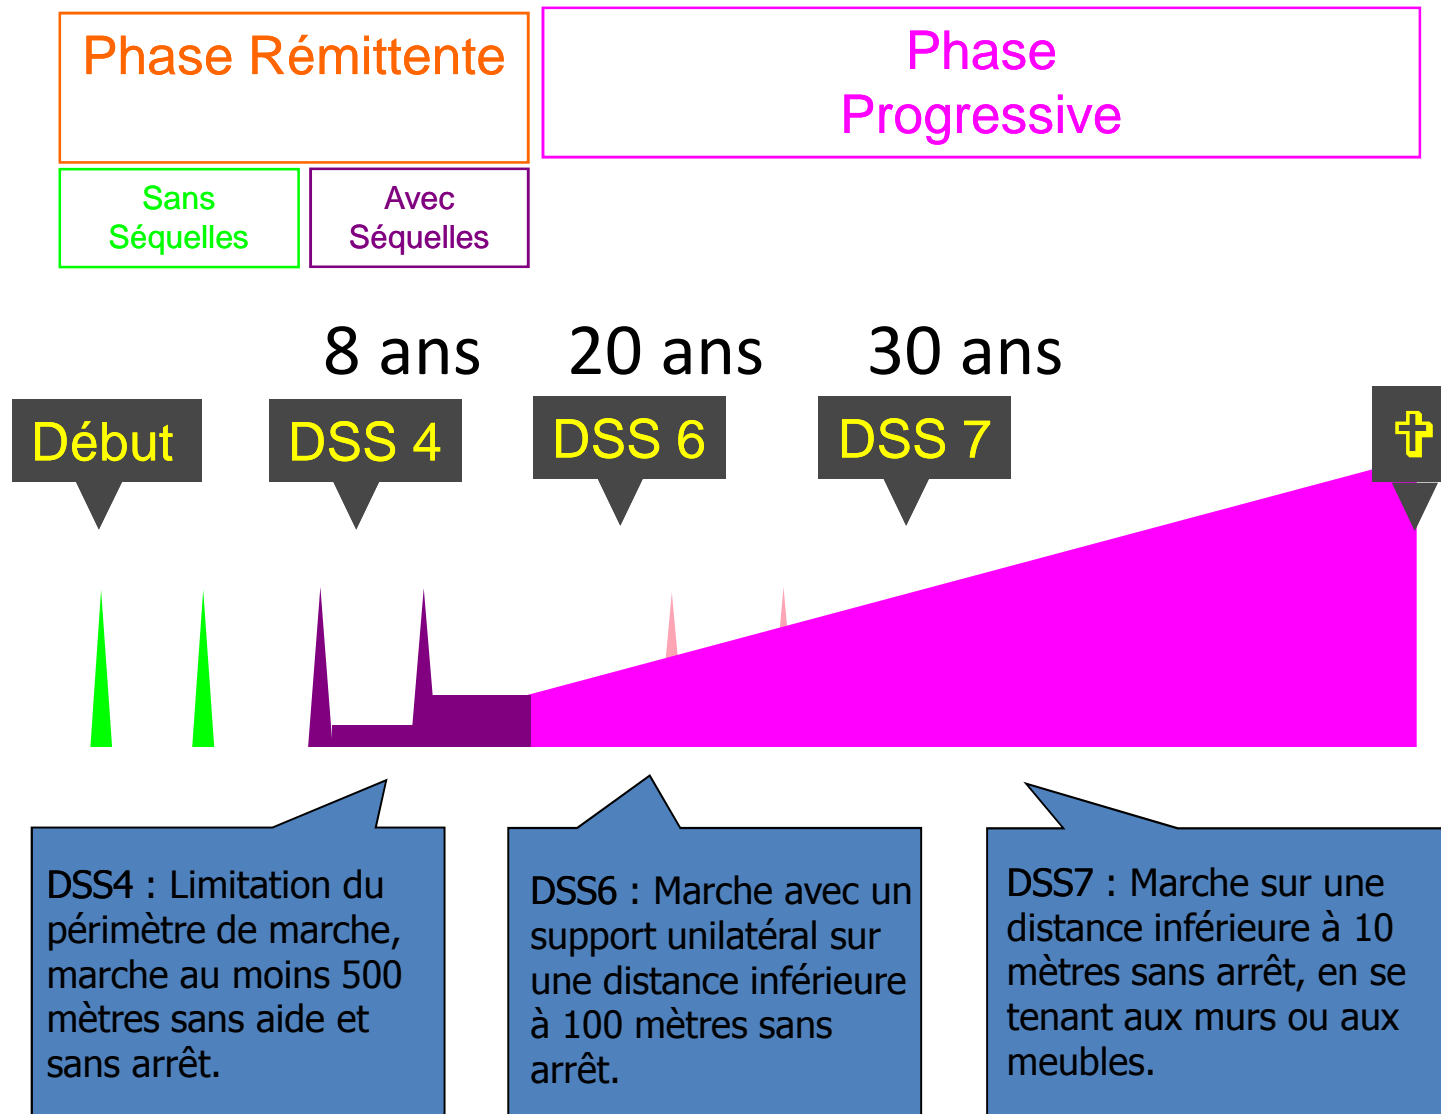 Phase Rémittente
Phase
Progressive
Sans
Séquelles
Avec
Séquelles
8 ans
20 ans
30 ans
Début
DSS 4
DSS 6
DSS 7
✞
DSS4 : Limitation du
périmètre de marche,
marche au moins 500
mètres sans aide et
sans arrêt.
DSS6 : Marche avec un
support unilatéral sur
une distance inférieure
à 100 mètres sans
arrêt.
DSS7 : Marche sur une
distance inférieure à 10
mètres sans arrêt, en se
tenant aux murs ou aux
meubles.